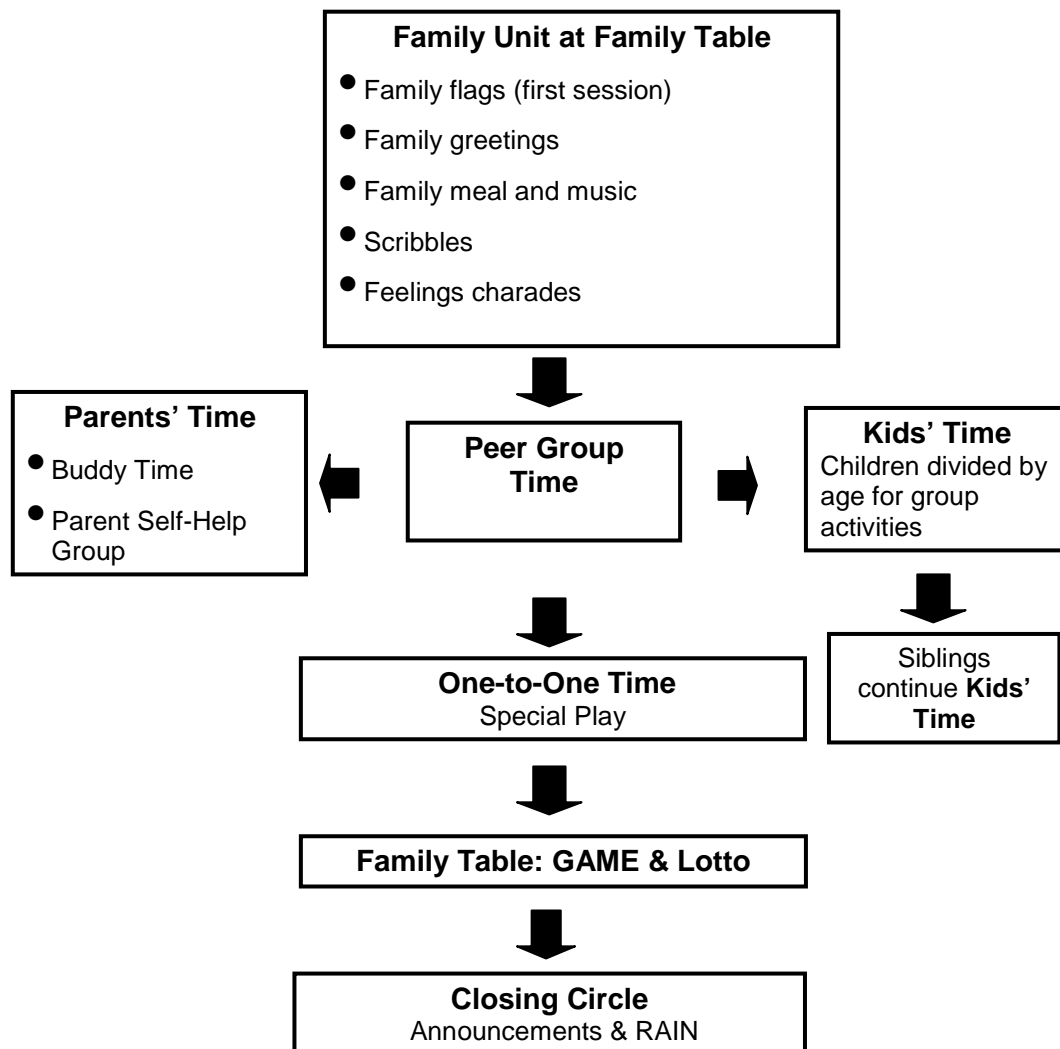 Family Unit at Family Table
● Family flags (first session)
● Family greetings
● Family meal and music
● Scribbles
● Feelings charades
Parents’ Time
● Buddy Time
● Parent Self-Help
Group
Peer Group
Time
Kids’ Time
Children divided by
age for group
activities
Siblings
continue Kids’
Time
One-to-One Time
Special Play
Family Table: GAME & Lotto
Closing Circle
Announcements & RAIN